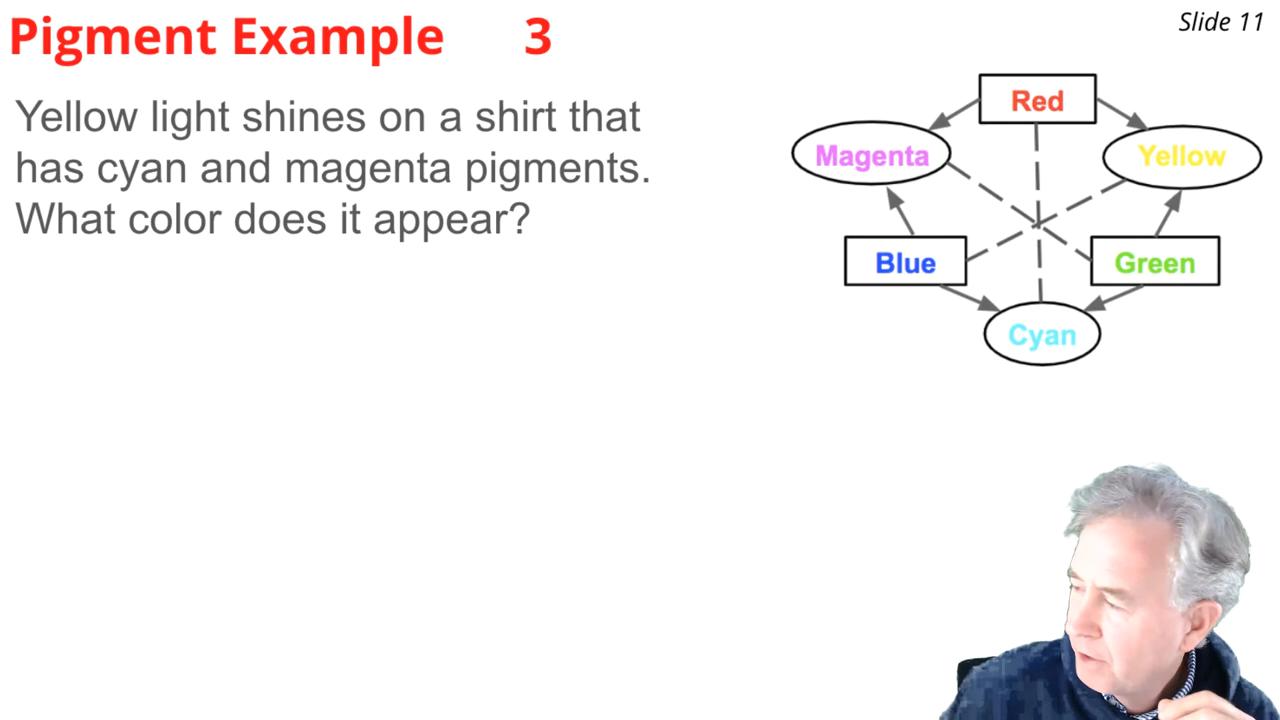 Pigment Example 3
Slide 11
Yellow light shines on a shirt that
has cyan and magenta pigments.
What color does it appear?
Red
Magenta
Yellow
Blue
Green
Cyan